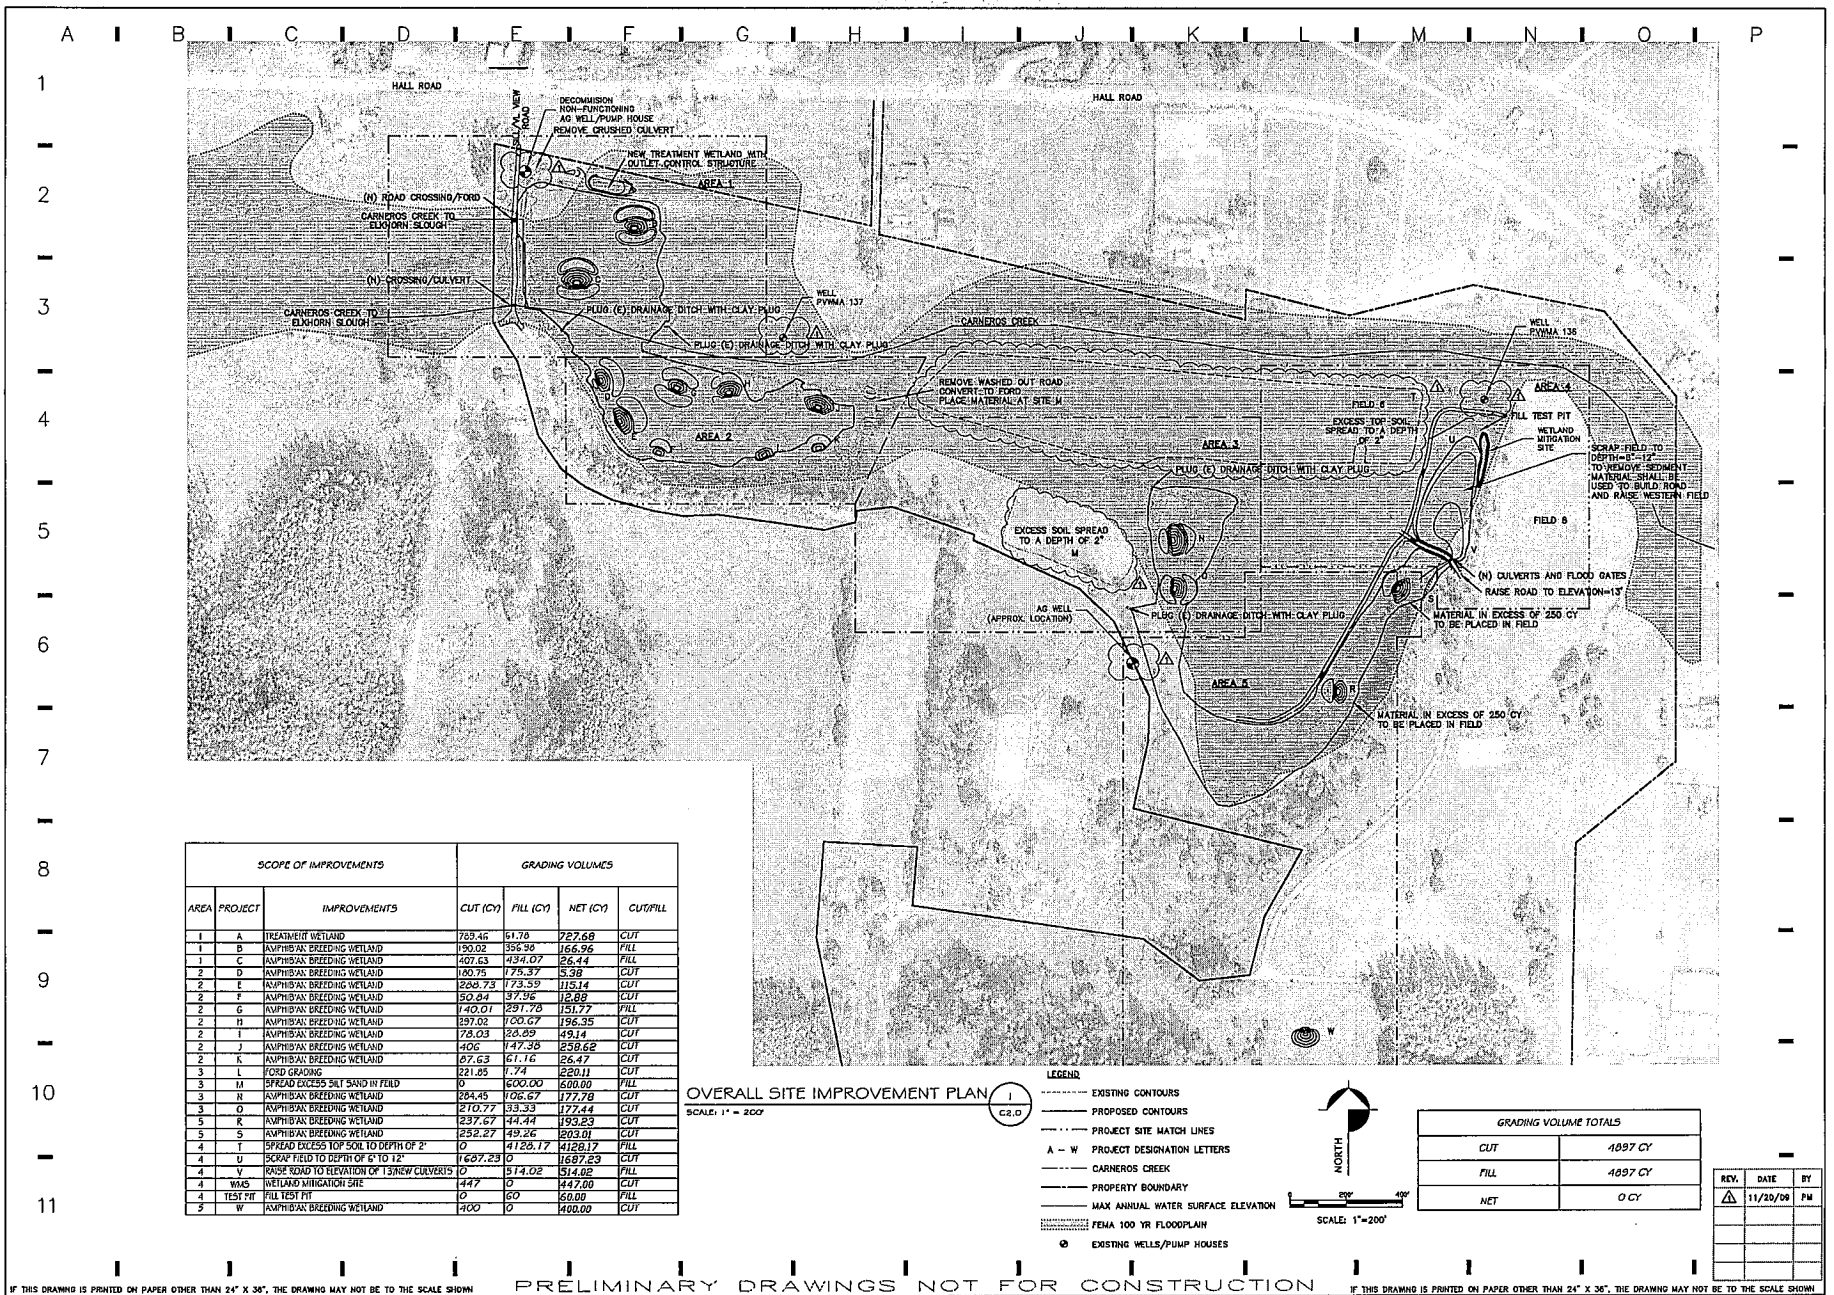 A B C D E F G H I J K L M N O P
1
2
3
4
5
6
7
8
9
10
11
HALL ROAD
HALL ROAD
ROAD
DECOMMISION
NON-FUNCTIONING
AG WELL/PUMP HOUSE
REMOVE CRUSHED CULVERT
NEW TREATMENT WETLAND WITH
OUTLET CONTROL STRUCTURE
AREA 1
(N) ROAD CROSSING/FORD
CARNEROS CREEK TO
ELKHORN SLOUGH
(N) CROSSING/CULVERT
CARNEROS CREEK TO
ELKHORN SLOUGH
WELL
PVWMA 137
PLUG (E) DRAINAGE DITCH WITH CLAY PLUG
PLUG (E) DRAINAGE DITCH WITH CLAY PLUG
CARNEROS CREEK
WELL
PVWMA 136
REMOVE WASHED OUT ROAD
CONVERT TO FORD
PLACE MATERIAL AT SITE M
AREA 2
AREA 3
FIELD 6
EXCESS TOP SOIL
SPREAD TO A DEPTH
OF 2"
AREA 4
FILL TEST PIT
WETLAND
MITIGATION
SITE
SCRAP FIELD TO
DEPTH=6"-12"
TO REMOVE SEDIMENT
MATERIAL SHALL BE
USED TO BUILD ROAD
AND RAISE WESTERN FIELD
PLUG (E) DRAINAGE DITCH WITH CLAY PLUG
FIELD 8
EXCESS SOIL SPREAD
TO A DEPTH OF 2"
M
(N) CULVERTS AND FLOOD GATES
RAISE ROAD TO ELEVATION=13'
AG WELL
(APPROX. LOCATION)
PLUG (E) DRAINAGE DITCH WITH CLAY PLUG
MATERIAL IN EXCESS OF 250 CY
TO BE PLACED IN FIELD
AREA 5
MATERIAL IN EXCESS OF 250 CY
TO BE PLACED IN FIELD
D
E
H
T
U
N
O
V
S
R
W
SCOPE OF IMPROVEMENTS GRADING VOLUMES
AREA PROJECT IMPROVEMENTS CUT (CY) FILL (CY) NET (CY) CUT/FILL
1 A TREATMENT WETLAND 789.46 61.78 727.68 CUT
1 B AMPHIBIAN BREEDING WETLAND 190.02 356.98 166.96 FILL
1 C AMPHIBIAN BREEDING WETLAND 407.63 434.07 26.44 FILL
2 D AMPHIBIAN BREEDING WETLAND 180.75 175.37 5.38 CUT
2 E AMPHIBIAN BREEDING WETLAND 288.73 173.59 115.14 CUT
2 F AMPHIBIAN BREEDING WETLAND 50.84 37.96 12.88 CUT
2 G AMPHIBIAN BREEDING WETLAND 140.01 291.78 151.77 FILL
2 H AMPHIBIAN BREEDING WETLAND 297.02 100.67 196.35 CUT
2 I AMPHIBIAN BREEDING WETLAND 78.03 28.89 49.14 CUT
2 J AMPHIBIAN BREEDING WETLAND 406 147.38 258.62 CUT
2 K AMPHIBIAN BREEDING WETLAND 87.63 61.16 26.47 CUT
3 L FORD GRADING 221.85 1.74 220.11 CUT
3 M SPREAD EXCESS SILT SAND IN FEILD 0 600.00 600.00 FILL
3 N AMPHIBIAN BREEDING WETLAND 284.45 106.67 177.78 CUT
3 O AMPHIBIAN BREEDING WETLAND 210.77 33.33 177.44 CUT
5 R AMPHIBIAN BREEDING WETLAND 237.67 44.44 193.23 CUT
5 S AMPHIBIAN BREEDING WETLAND 252.27 49.26 203.01 CUT
4 T SPREAD EXCESS TOP SOIL TO DEPTH OF 2" 0 4128.17 4128.17 FILL
4 U SCRAP FIELD TO DEPTH OF 6" TO 12" 1687.23 0 1687.23 CUT
4 V RAISE ROAD TO ELEVATION OF 13'/NEW CULVERTS 0 514.02 514.02 FILL
4 WMS WETLAND MITIGATION SITE 447 0 447.00 CUT
4 TEST PIT FILL TEST PIT 0 60 60.00 FILL
5 W AMPHIBIAN BREEDING WETLAND 400 0 400.00 CUT
OVERALL SITE IMPROVEMENT PLAN 1
SCALE: 1" = 200' C2.0
LEGEND
EXISTING CONTOURS
PROPOSED CONTOURS
PROJECT SITE MATCH LINES
A - W PROJECT DESIGNATION LETTERS
CARNEROS CREEK
PROPERTY BOUNDARY
MAX ANNUAL WATER SURFACE ELEVATION
FEMA 100 YR FLOODPLAIN
EXISTING WELLS/PUMP HOUSES
NORTH
0 200' 400'
SCALE: 1"=200'
GRADING VOLUME TOTALS
CUT 4897 CY
FILL 4897 CY
NET 0 CY
REV. DATE BY
1 11/20/09 PM
IF THIS DRAWING IS PRINTED ON PAPER OTHER THAN 24" X 36", THE DRAWING MAY NOT BE TO THE SCALE SHOWN
PRELIMINARY DRAWINGS NOT FOR CONSTRUCTION
IF THIS DRAWING IS PRINTED ON PAPER OTHER THAN 24" X 36", THE DRAWING MAY NOT BE TO THE SCALE SHOWN